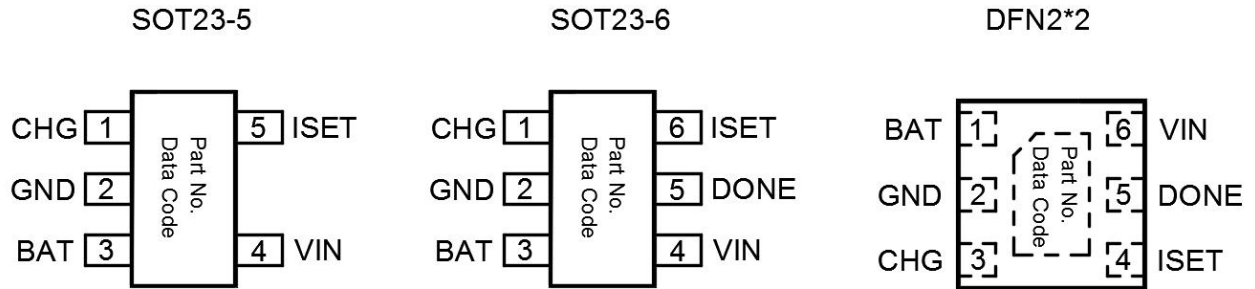 SOT23-5
CHG 1
GND 2
BAT 3
5 ISET
4 VIN
Part No.
Data Code
SOT23-6
CHG 1
GND 2
BAT 3
6 ISET
5 DONE
4 VIN
Part No.
Data Code
DFN2*2
BAT 1
GND 2
CHG 3
6 VIN
5 DONE
4 ISET
Part No.
Data Code